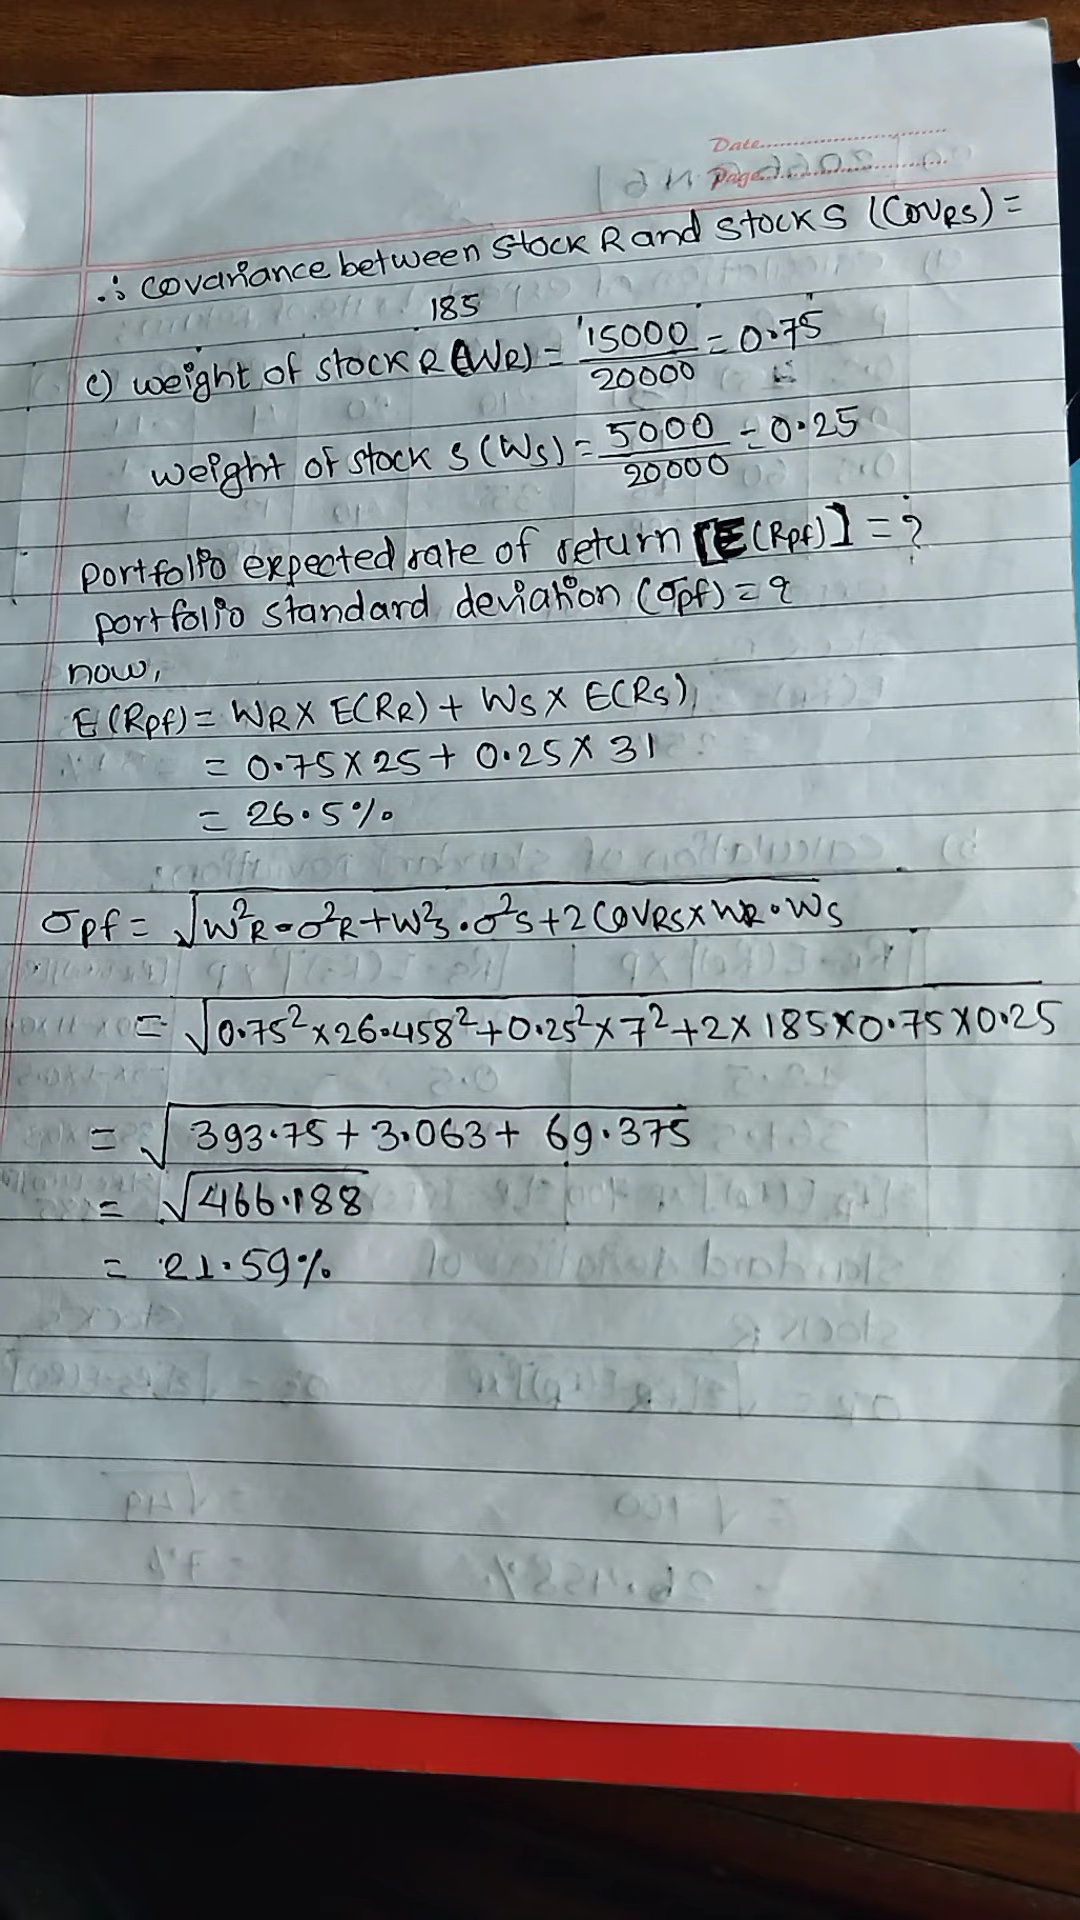 Date..........................
Page..........................
∴ covariance between stock R and stock S (CovRS) =
185
c) weight of stock R (WR) = 15000/20000 = 0.75
weight of stock S (WS) = 5000/20000 = 0.25
portfolio expected rate of return [E(Rpf)] = ?
portfolio standard deviation (σpf) = ?
now,
E(Rpf) = WR X E(RR) + WS X E(RS)
= 0.75 X 25 + 0.25 X 31
= 26.5%
σpf = √W²R - σ²R + W²S . σ²S + 2 COVRS x WR . WS
= √0.75² x 26.458² + 0.25² x 7² + 2 x 185 x 0.75 x 0.25
= √393.75 + 3.063 + 69.375
= √466.188
= 21.59%